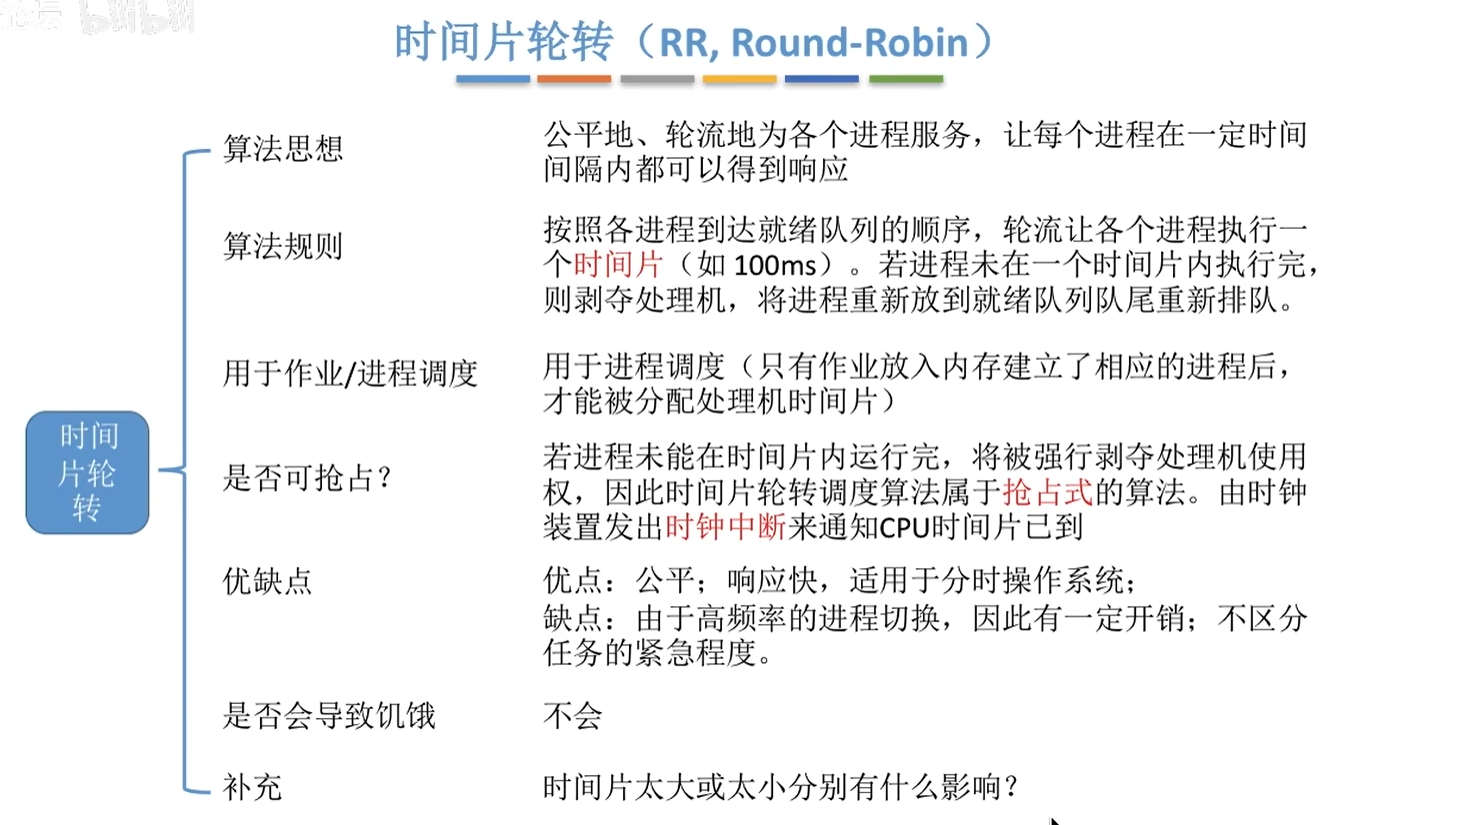 时间片轮转（RR, Round-Robin）
算法思想
公平地、轮流地为各个进程服务，让每个进程在一定时间
间隔内都可以得到响应
算法规则
按照各进程到达就绪队列的顺序，轮流让各个进程执行一
个时间片（如 100ms）。若进程未在一个时间片内执行完，
则剥夺处理机，将进程重新放到就绪队列队尾重新排队。
用于作业/进程调度
用于进程调度（只有作业放入内存建立了相应的进程后，
才能被分配处理机时间片）
时间
片轮
转
是否可抢占？
若进程未能在时间片内运行完，将被强行剥夺处理机使用
权，因此时间片轮转调度算法属于抢占式的算法。由时钟
装置发出时钟中断来通知CPU时间片已到
优缺点
优点：公平；响应快，适用于分时操作系统；
缺点：由于高频率的进程切换，因此有一定开销；不区分
任务的紧急程度。
是否会导致饥饿
不会
补充
时间片太大或太小分别有什么影响？